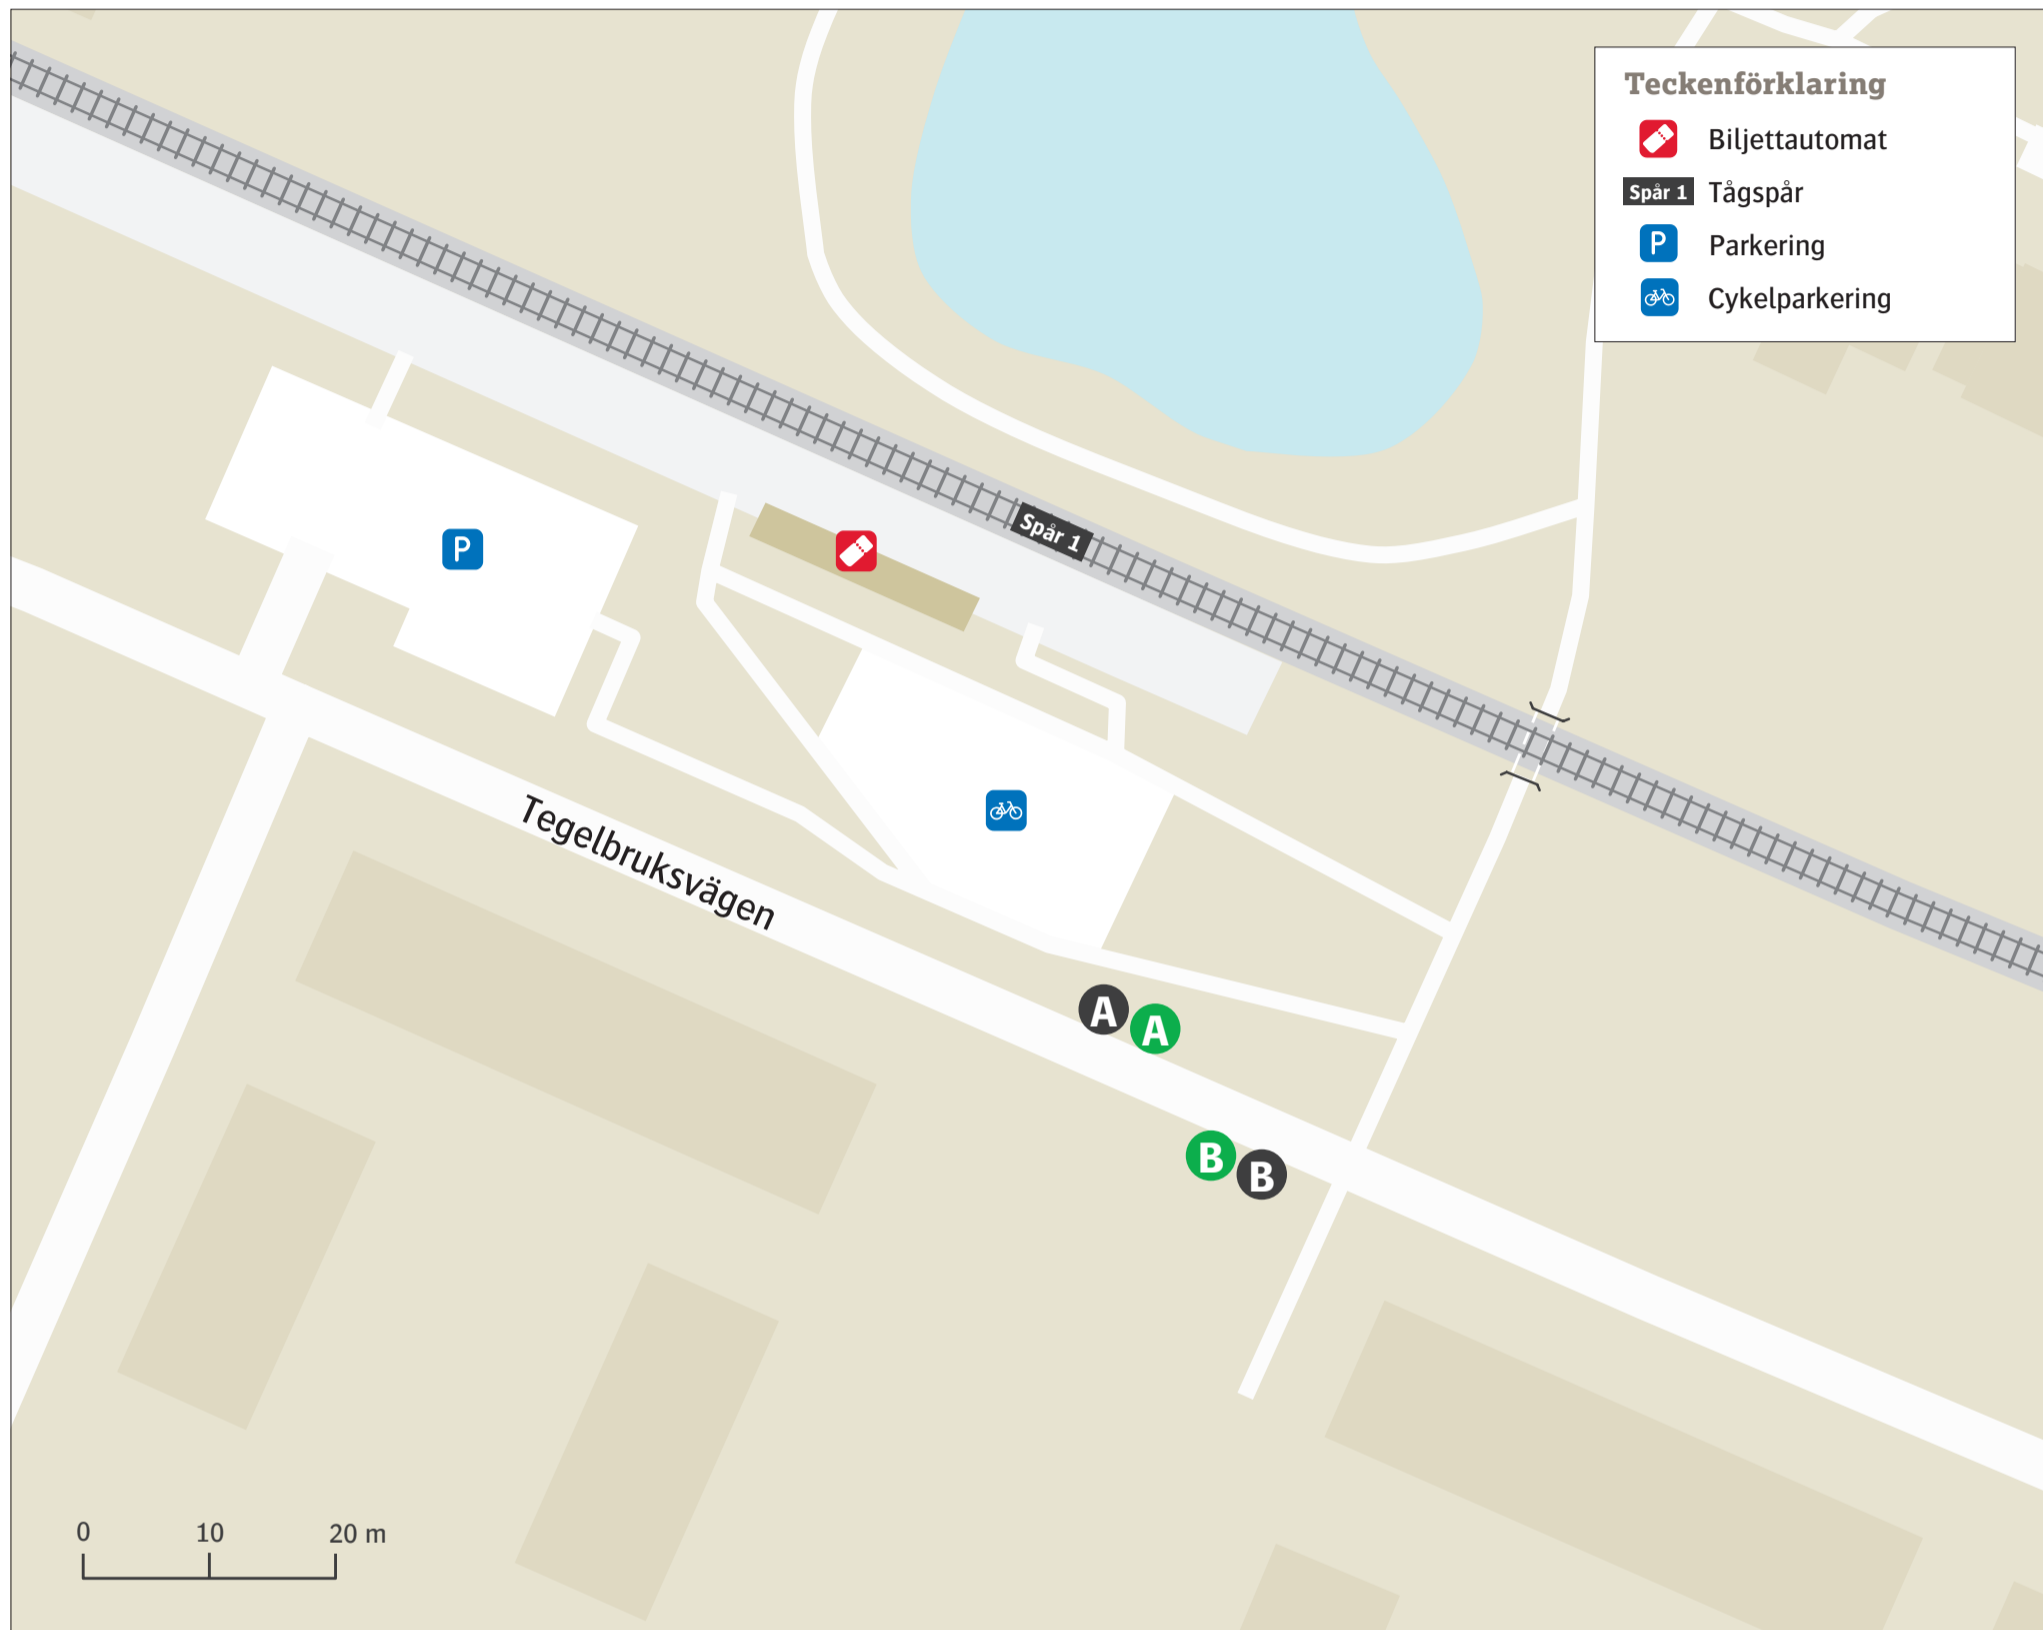 Teckenförklaring
Biljettautomat
Spår 1 Tågspår
P Parkering
Cykelparkering
Spår 1
P
Tegelbruksvägen
A A
B B
0 10 20 m